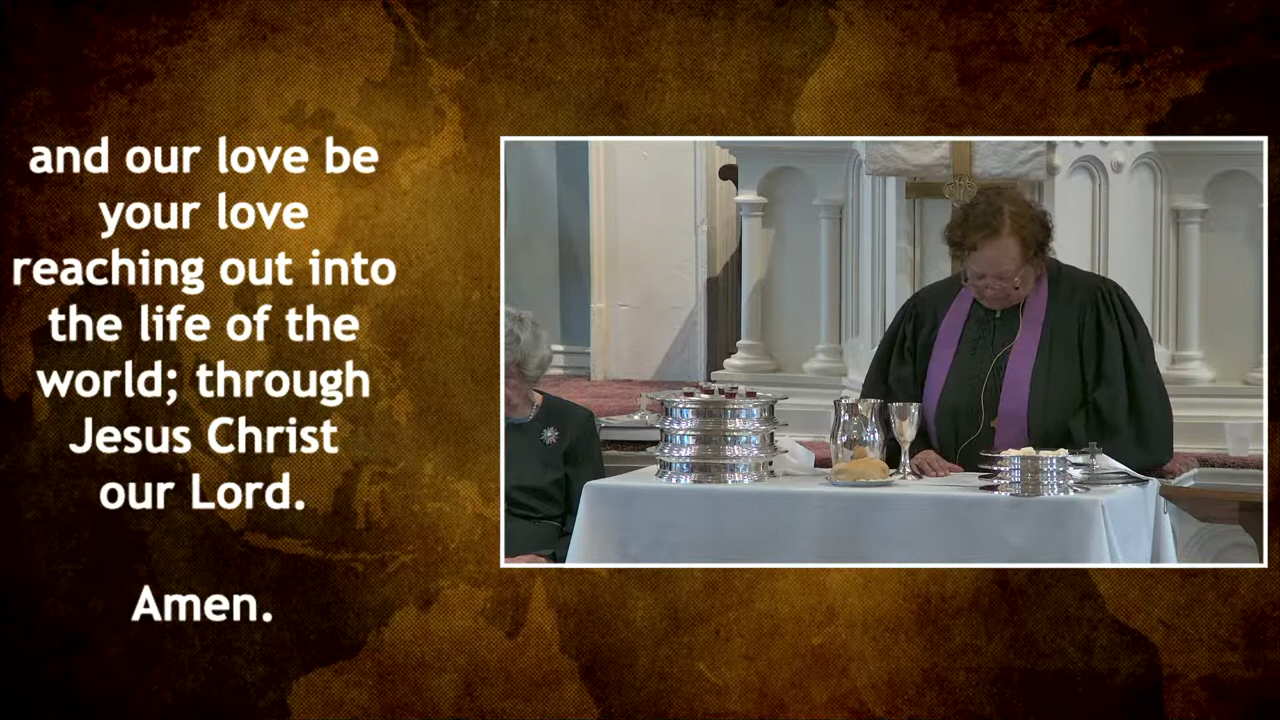 and our love be
your love
reaching out into
the life of the
world; through
Jesus Christ
our Lord.
Amen.